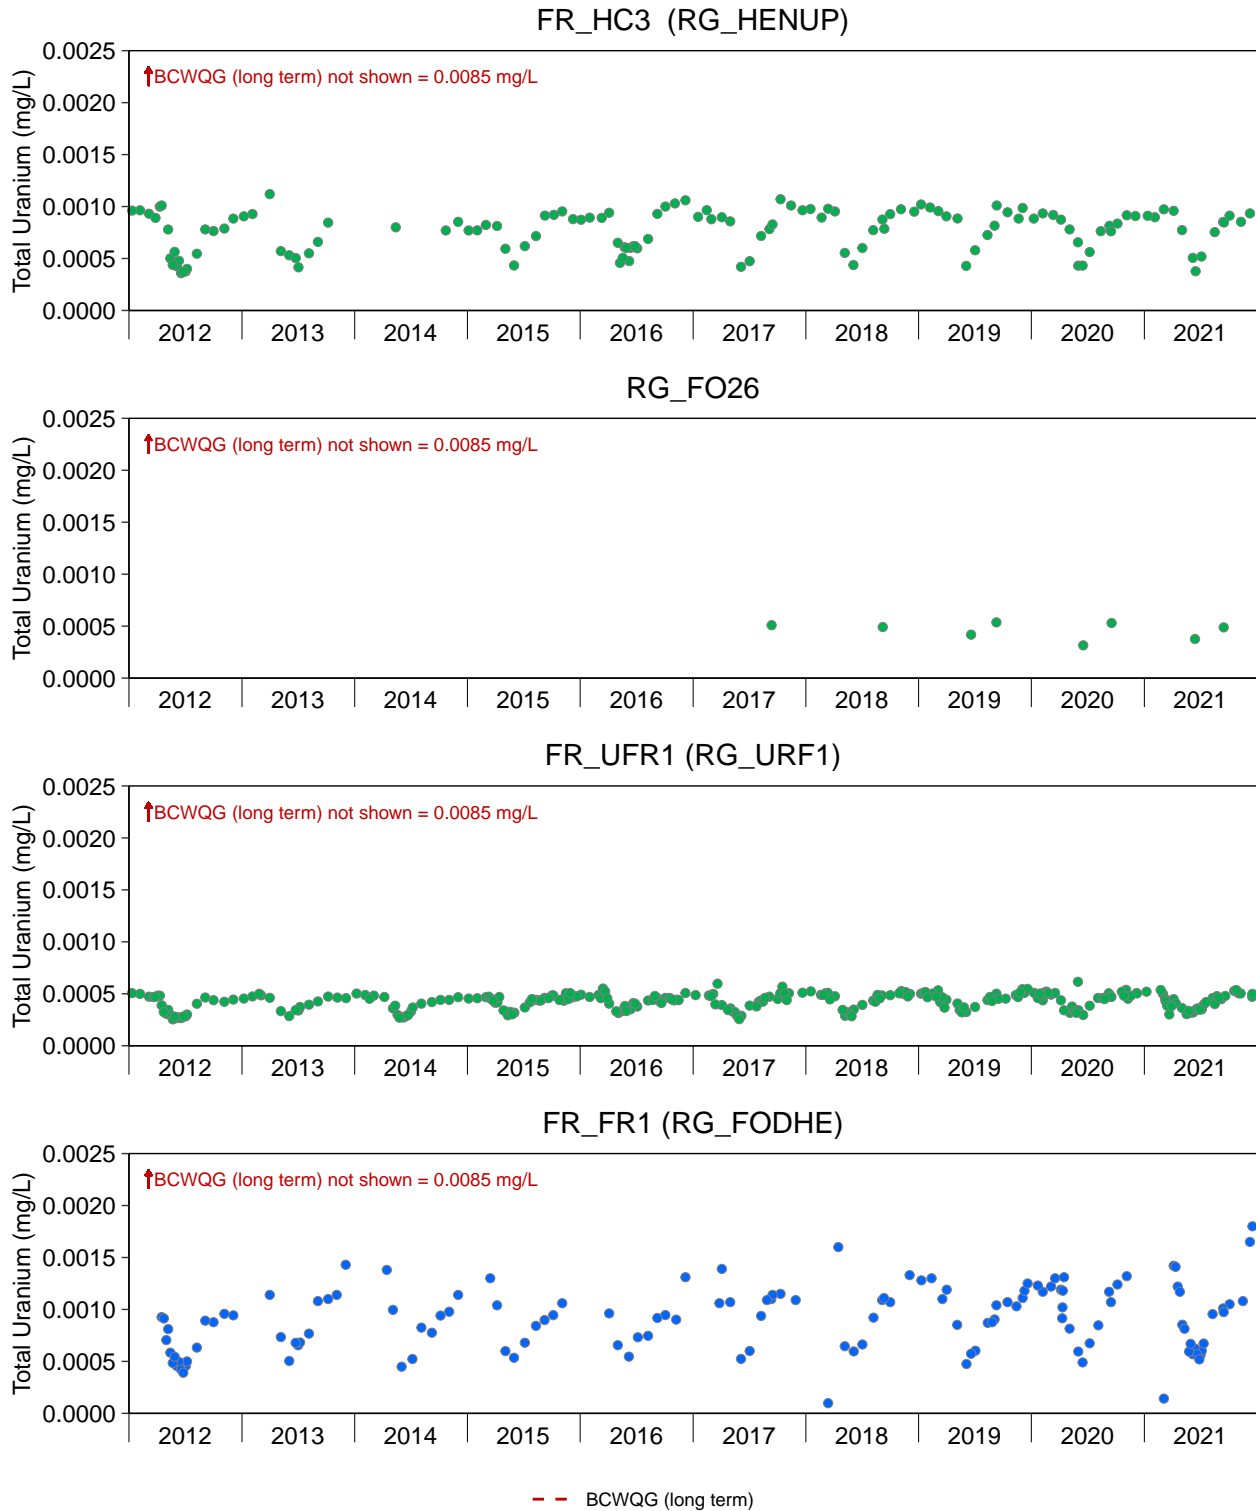 FR_HC3 (RG_HENUP)
Total Uranium (mg/L)
0.0025
0.0020
0.0015
0.0010
0.0005
0.0000
BCWQG (long term) not shown = 0.0085 mg/L
2012 2013 2014 2015 2016 2017 2018 2019 2020 2021
RG_FO26
Total Uranium (mg/L)
0.0025
0.0020
0.0015
0.0010
0.0005
0.0000
BCWQG (long term) not shown = 0.0085 mg/L
2012 2013 2014 2015 2016 2017 2018 2019 2020 2021
FR_UFR1 (RG_URF1)
Total Uranium (mg/L)
0.0025
0.0020
0.0015
0.0010
0.0005
0.0000
BCWQG (long term) not shown = 0.0085 mg/L
2012 2013 2014 2015 2016 2017 2018 2019 2020 2021
FR_FR1 (RG_FODHE)
Total Uranium (mg/L)
0.0025
0.0020
0.0015
0.0010
0.0005
0.0000
BCWQG (long term) not shown = 0.0085 mg/L
2012 2013 2014 2015 2016 2017 2018 2019 2020 2021
BCWQG (long term)